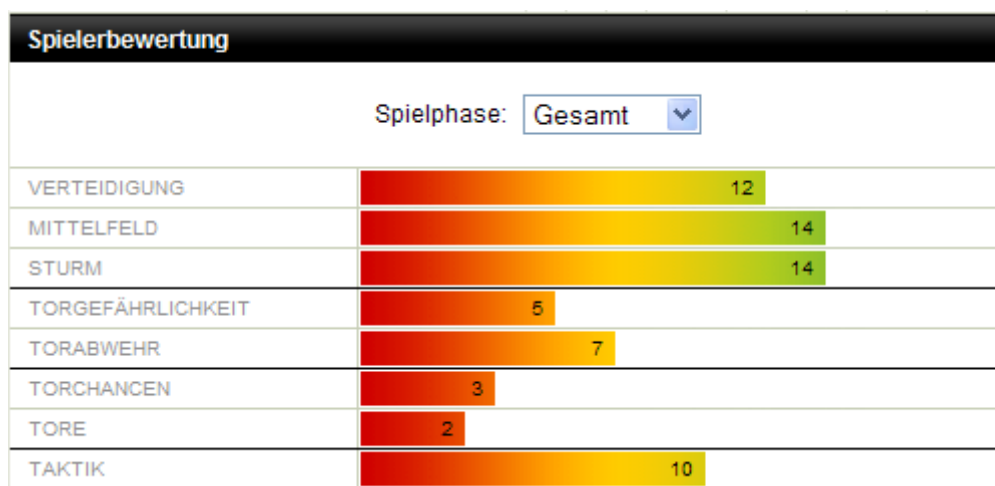 Spielerbewertung
Spielphase: Gesamt
VERTEIDIGUNG 12
MITTELFELD 14
STURM 14
TORGEFÄHRLICHKEIT 5
TORABWEHR 7
TORCHANCEN 3
TORE 2
TAKTIK 10